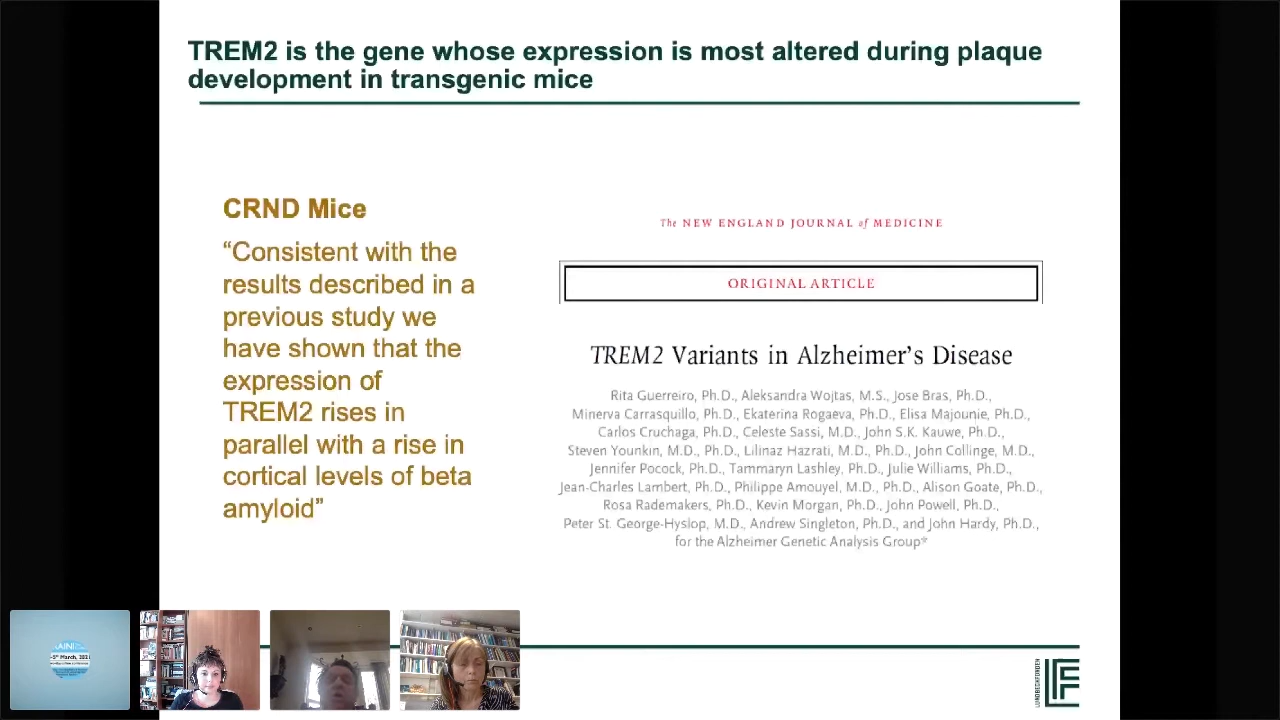 TREM2 is the gene whose expression is most altered during plaque
development in transgenic mice
CRND Mice
“Consistent with the
results described in a
previous study we
have shown that the
expression of
TREM2 rises in
parallel with a rise in
cortical levels of beta
amyloid”
The NEW ENGLAND JOURNAL of MEDICINE
ORIGINAL ARTICLE
TREM2 Variants in Alzheimer's Disease
Rita Guerreiro, Ph.D., Aleksandra Wojtas, M.S., Jose Bras, Ph.D.,
Minerva Carrasquillo, Ph.D., Ekaterina Rogaeva, Ph.D., Elisa Majounie, Ph.D.,
Carlos Cruchaga, Ph.D., Celeste Sassi, M.D., John S.K. Kauwe, Ph.D.,
Steven Younkin, M.D., Ph.D., Lilinaz Hazrati, M.D., Ph.D., John Collinge, M.D.,
Jennifer Pocock, Ph.D., Tammaryn Lashley, Ph.D., Julie Williams, Ph.D.,
Jean-Charles Lambert, Ph.D., Philippe Amouyel, M.D., Ph.D., Alison Goate, Ph.D.,
Rosa Rademakers, Ph.D., Kevin Morgan, Ph.D., John Powell, Ph.D.,
Peter St. George-Hyslop, M.D., Andrew Singleton, Ph.D., and John Hardy, Ph.D.,
for the Alzheimer Genetic Analysis Group*
LUNDBECKFONDEN